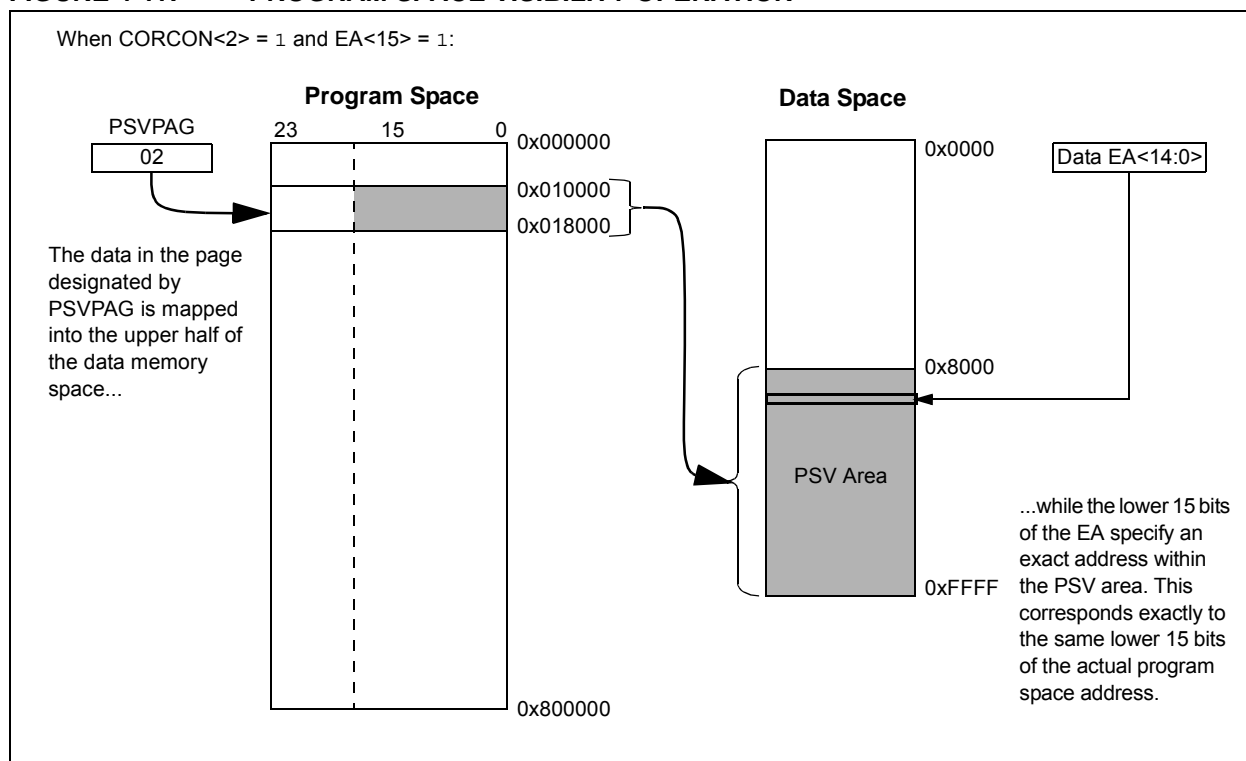 When CORCON<2> = 1 and EA<15> = 1:
Program Space
Data Space
PSVPAG
02
23 15 0
0x000000
0x010000
0x018000
0x800000
The data in the page
designated by
PSVPAG is mapped
into the upper half of
the data memory
space...
0x0000
Data EA<14:0>
0x8000
PSV Area
0xFFFF
...while the lower 15 bits
of the EA specify an
exact address within
the PSV area. This
corresponds exactly to
the same lower 15 bits
of the actual program
space address.